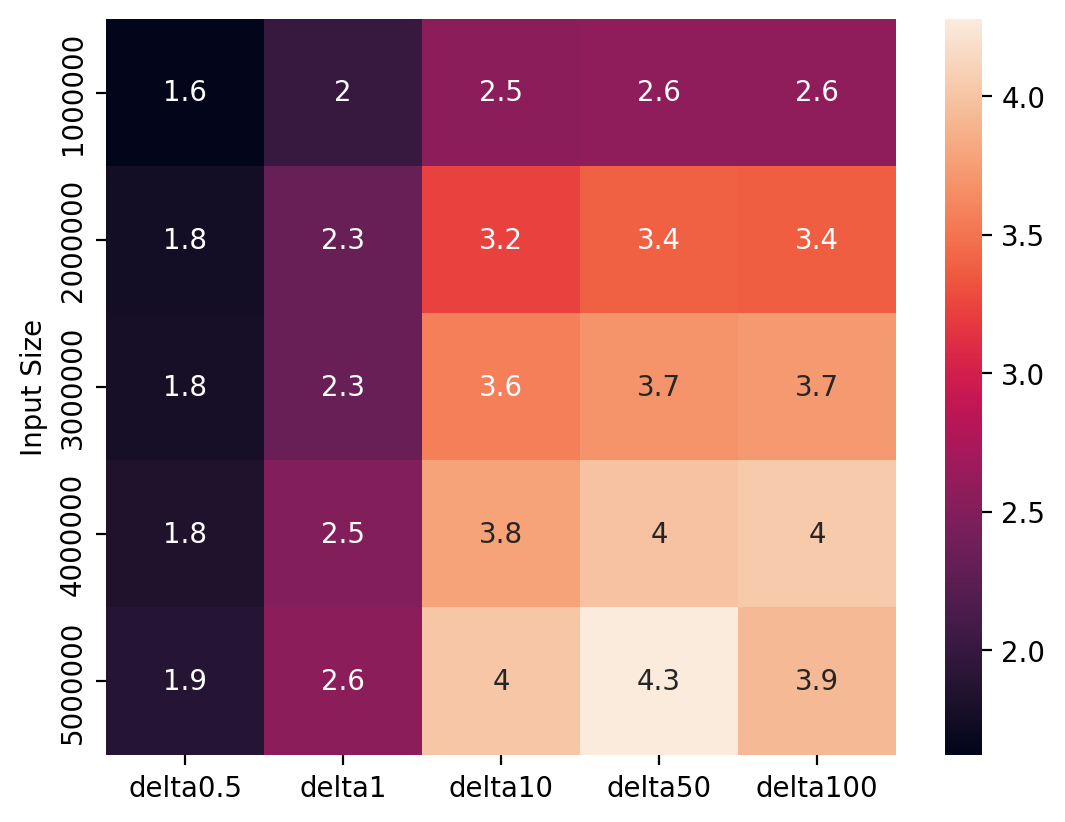 Input Size
1000000
1.6 2 2.5 2.6 2.6
2000000
1.8 2.3 3.2 3.4 3.4
3000000
1.8 2.3 3.6 3.7 3.7
4000000
1.8 2.5 3.8 4 4
5000000
1.9 2.6 4 4.3 3.9
delta0.5 delta1 delta10 delta50 delta100
4.0
3.5
3.0
2.5
2.0